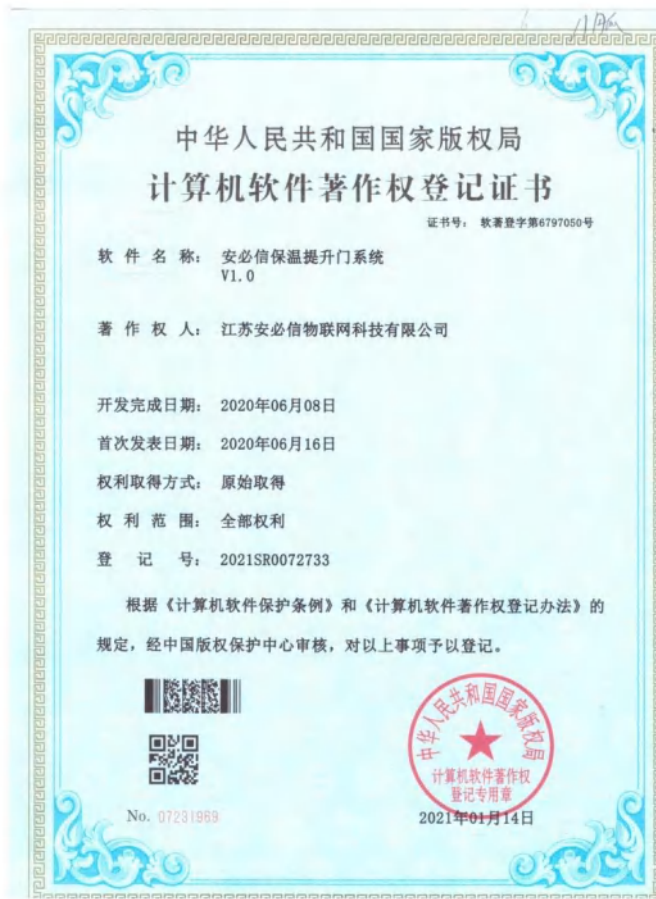 中华人民共和国国家版权局
计算机软件著作权登记证书
证书号： 软著登字第6797050号
软件名称： 安必信保温提升门系统
V1.0
著作权人： 江苏安必信物联网科技有限公司
开发完成日期： 2020年06月08日
首次发表日期： 2020年06月16日
权利取得方式： 原始取得
权利范围： 全部权利
登记号： 2021SR0072733
根据《计算机软件保护条例》和《计算机软件著作权登记办法》的
规定，经中国版权保护中心审核，对以上事项予以登记。
中华人民共和国国家版权局
计算机软件著作权
登记专用章
No. 07231969
2021年01月14日